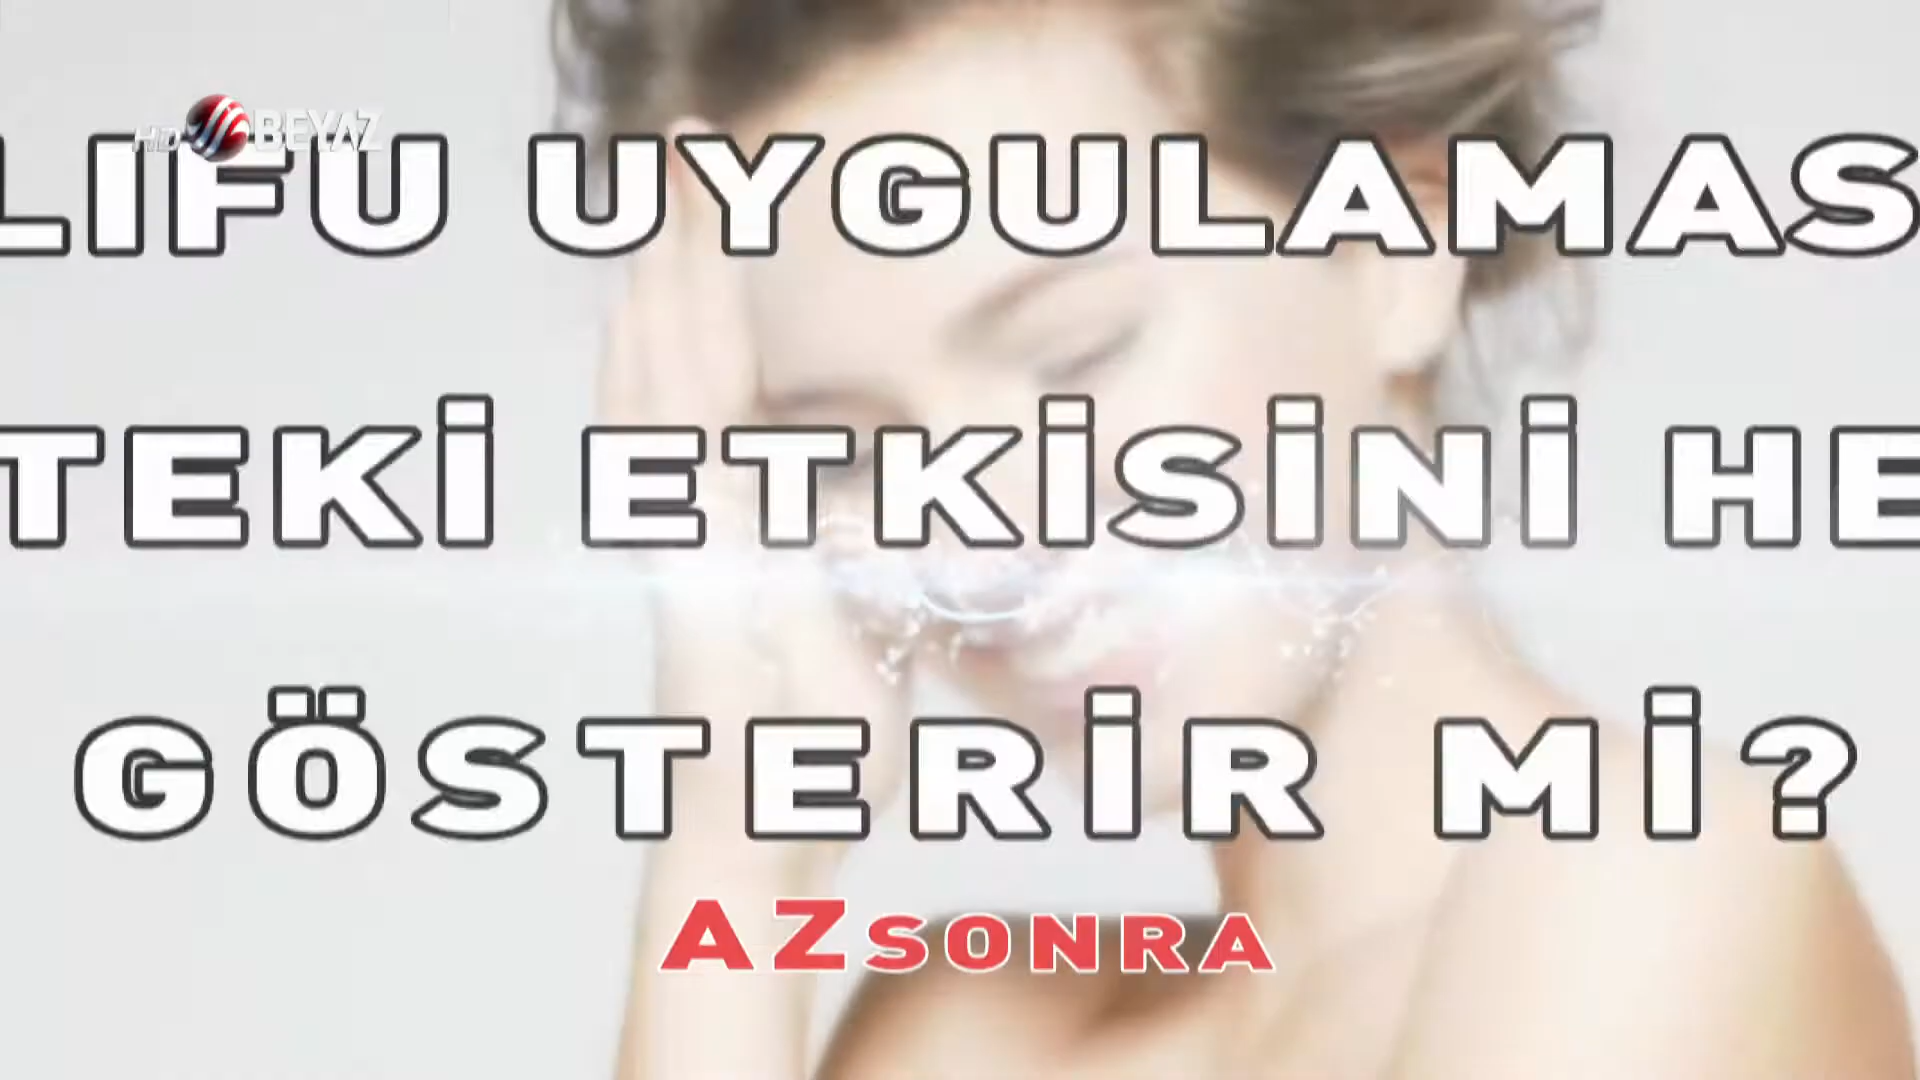 HD BEYAZ
LIFU UYGULAMAS
TEKİ ETKİSİNİ HE
GÖSTERİR Mİ?
AZ SONRA